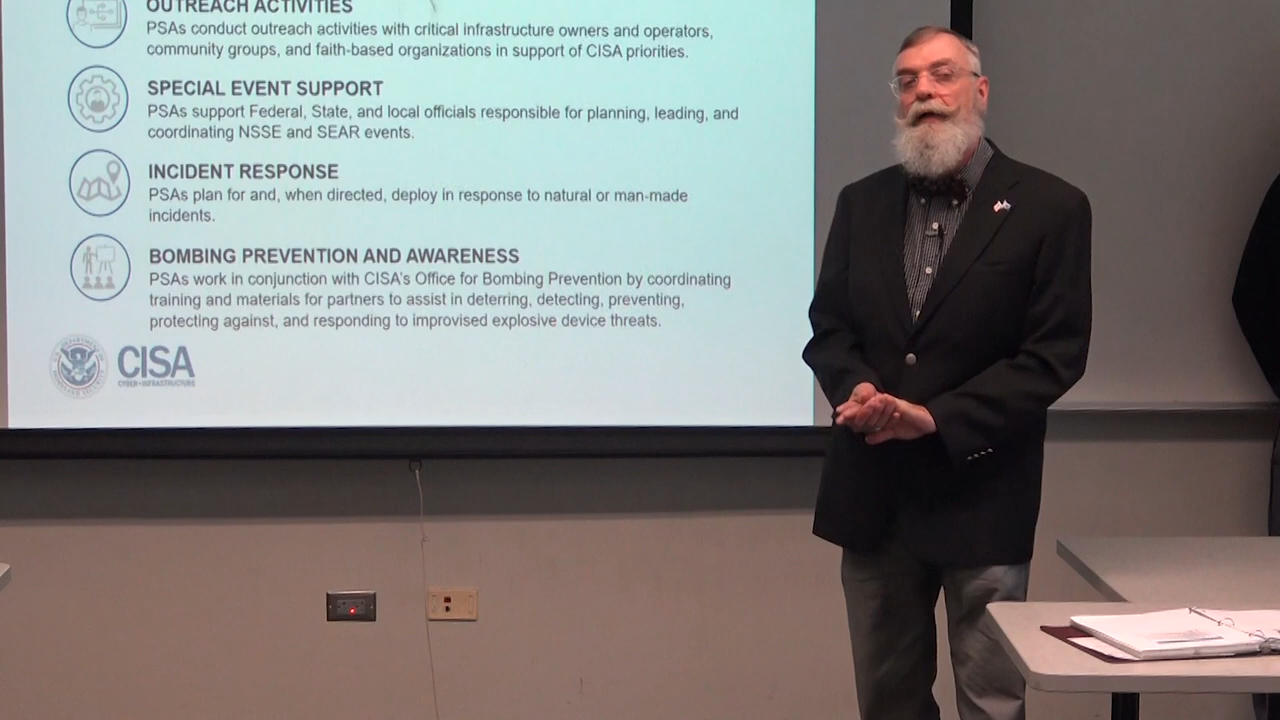 OUTREACH ACTIVITIES
PSAs conduct outreach activities with critical infrastructure owners and operators,
community groups, and faith-based organizations in support of CISA priorities.
SPECIAL EVENT SUPPORT
PSAs support Federal, State, and local officials responsible for planning, leading, and
coordinating NSSE and SEAR events.
INCIDENT RESPONSE
PSAs plan for and, when directed, deploy in response to natural or man-made
incidents.
BOMBING PREVENTION AND AWARENESS
PSAs work in conjunction with CISA's Office for Bombing Prevention by coordinating
training and materials for partners to assist in deterring, detecting, preventing,
protecting against, and responding to improvised explosive device threats.
CISA
CYBER+INFRASTRUCTURE